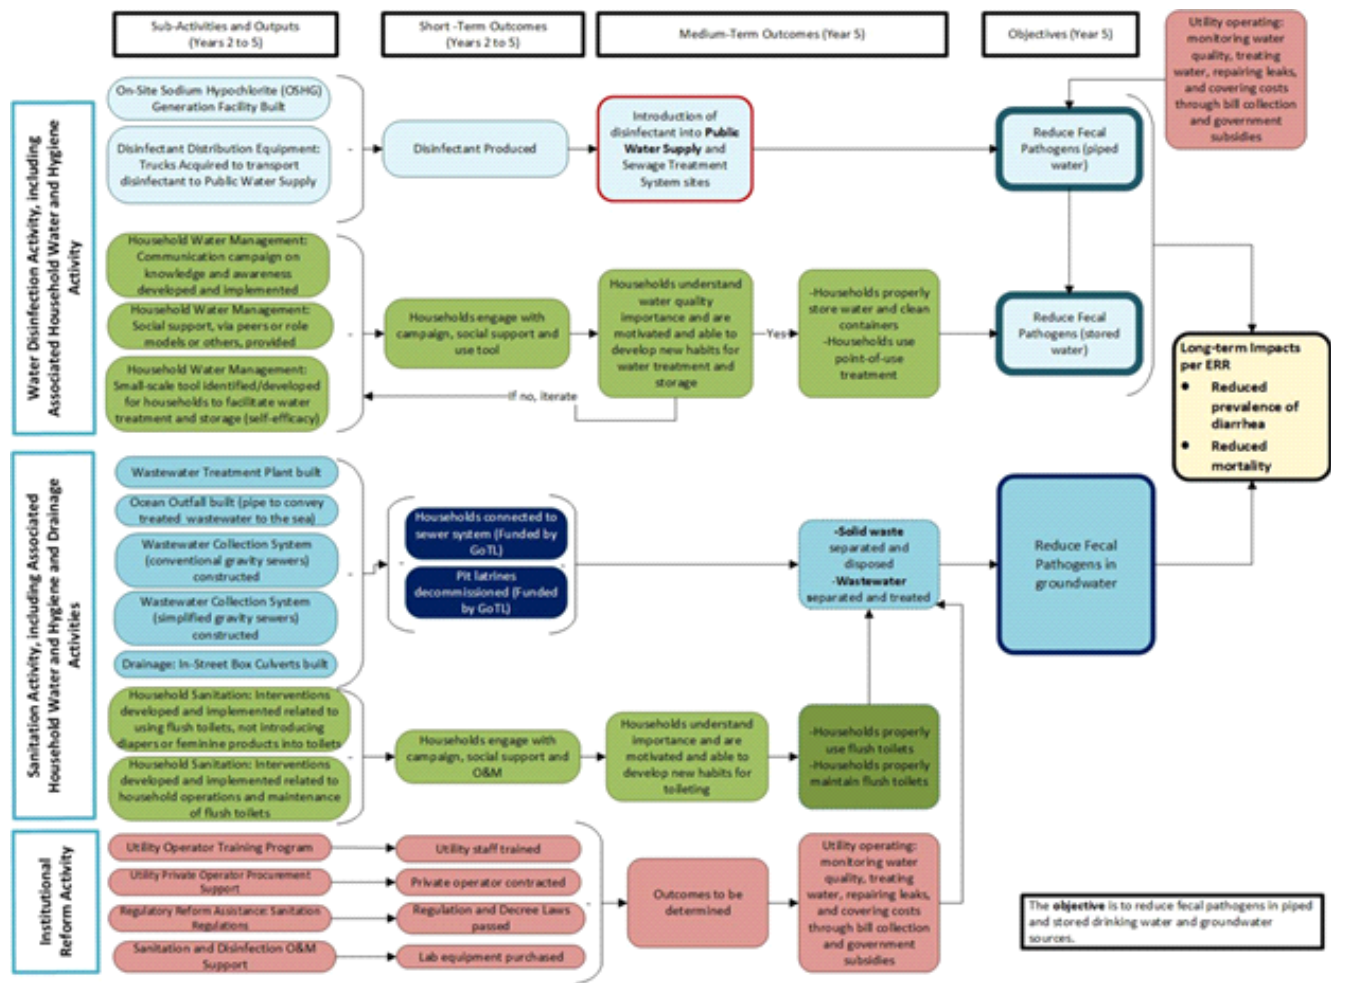 Sub-Activities and Outputs
(Years 2 to 5)
Short -Term Outcomes
(Years 2 to 5)
Medium-Term Outcomes (Year 5)
Objectives (Year 5)
Utility operating:
monitoring water
quality, treating
water, repairing leaks,
and covering costs
through bill collection
and government
subsidies
Water Disinfection Activity, including
Associated Household Water and Hygiene
Activity
On-Site Sodium Hypochlorite (OSHG)
Generation Facility Built
Disinfectant Distribution Equipment:
Trucks Acquired to transport
disinfectant to Public Water Supply
Disinfectant Produced
Introduction of
disinfectant into Public
Water Supply and
Sewage Treatment
System sites
Reduce Fecal
Pathogens (piped
water)
Household Water Management:
Communication campaign on
knowledge and awareness
developed and implemented
Household Water Management:
Social support, via peers or role
models or others, provided
Household Water Management:
Small-scale tool identified/developed
for households to facilitate water
treatment and storage (self-efficacy)
Households engage with
campaign, social support and
use tool
Households understand
water quality
importance and are
motivated and able to
develop new habits for
water treatment and
storage
Yes
If no, iterate
-Households properly
store water and clean
containers
-Households use
point-of-use
treatment
Reduce Fecal
Pathogens (stored
water)
Long-term Impacts
per ERR
● Reduced
prevalence of
diarrhea
● Reduced
mortality
Sanitation Activity, including Associated
Household Water and Hygiene and Drainage
Activities
Wastewater Treatment Plant built
Ocean Outfall built (pipe to convey
treated wastewater to the sea)
Wastewater Collection System
(conventional gravity sewers)
constructed
Wastewater Collection System
(simplified gravity sewers)
constructed
Drainage: In-Street Box Culverts built
Households connected to
sewer system (Funded by
GoTL)
Pit latrines
decommissioned (Funded
by GoTL)
-Solid waste
separated and
disposed
-Wastewater
separated and treated
Reduce Fecal
Pathogens in
groundwater
Household Sanitation: Interventions
developed and implemented related to
using flush toilets, not introducing
diapers or feminine products into toilets
Household Sanitation: Interventions
developed and implemented related to
household operations and maintenance
of flush toilets
Households engage with
campaign, social support and
O&M
Households understand
importance and are
motivated and able to
develop new habits for
toileting
-Households properly
use flush toilets
-Households properly
maintain flush toilets
Institutional
Reform Activity
Utility Operator Training Program
Utility Private Operator Procurement
Support
Regulatory Reform Assistance: Sanitation
Regulations
Sanitation and Disinfection O&M
Support
Utility staff trained
Private operator contracted
Regulation and Decree Laws
passed
Lab equipment purchased
Outcomes to be
determined
Utility operating:
monitoring water
quality, treating
water, repairing leaks,
and covering costs
through bill collection
and government
subsidies
The objective is to reduce fecal pathogens in piped
and stored drinking water and groundwater
sources.